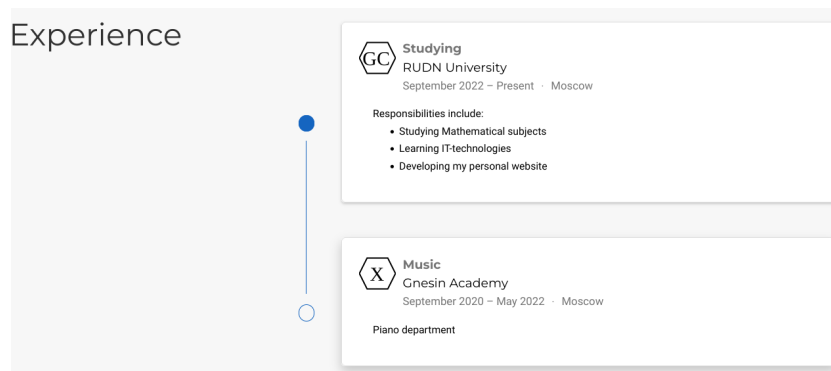 Experience
GC
Studying
RUDN University
September 2022 – Present · Moscow
Responsibilities include:
• Studying Mathematical subjects
• Learning IT-technologies
• Developing my personal website
X
Music
Gnesin Academy
September 2020 – May 2022 · Moscow
Piano department